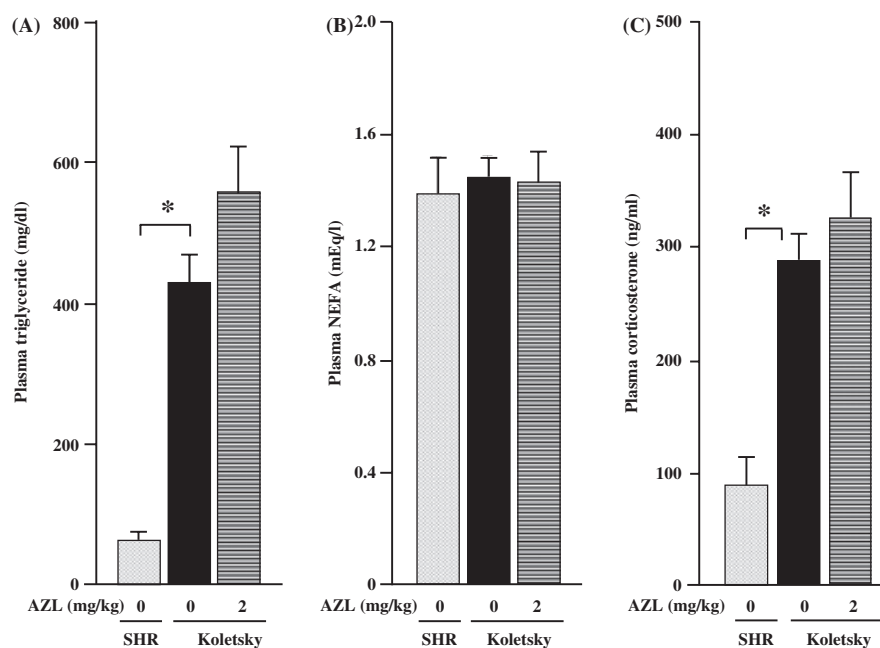 (A)
800
600
400
200
0
Plasma triglyceride (mg/dl)
*
AZL (mg/kg) 0 0 2
SHR Koletsky
(B)
2.0
1.6
1.2
0.8
0.4
0
Plasma NEFA (mEq/l)
AZL (mg/kg) 0 0 2
SHR Koletsky
(C)
500
400
300
200
100
0
Plasma corticosterone (ng/ml)
*
AZL (mg/kg) 0 0 2
SHR Koletsky